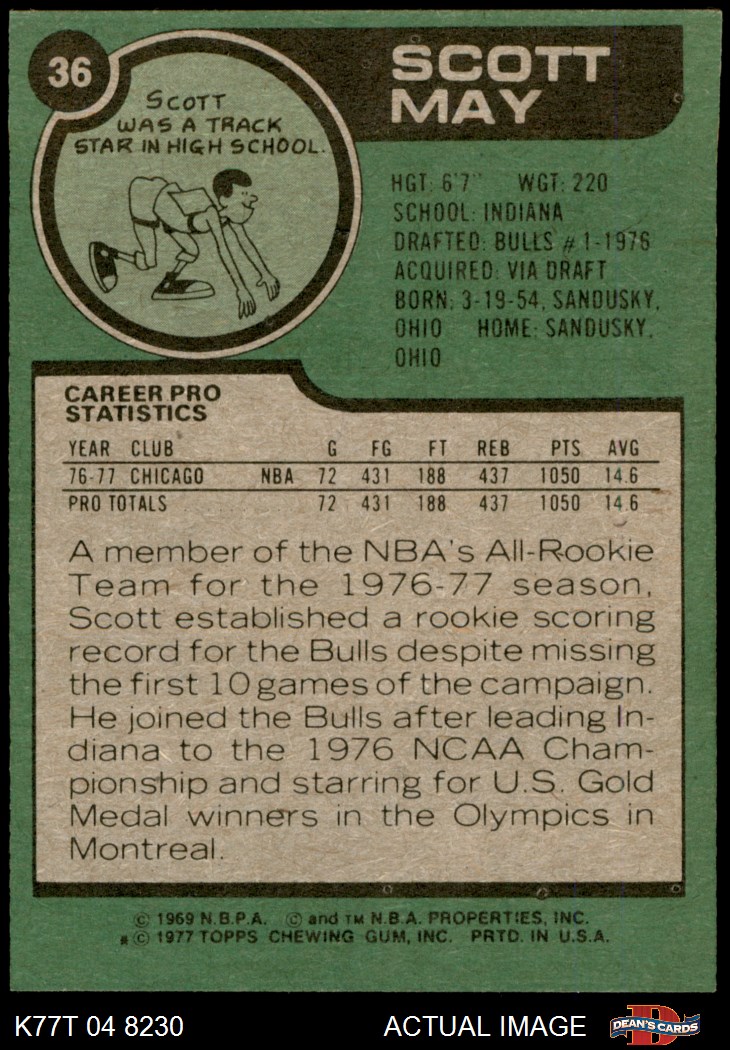 36
SCOTT
MAY
SCOTT
WAS A TRACK
STAR IN HIGH SCHOOL.
HGT: 6'7" WGT: 220
SCHOOL: INDIANA
DRAFTED: BULLS #1-1976
ACQUIRED: VIA DRAFT
BORN: 3-19-54, SANDUSKY,
OHIO HOME: SANDUSKY,
OHIO
CAREER PRO
STATISTICS
YEAR CLUB G FG FT REB PTS AVG
76-77 CHICAGO NBA 72 431 188 437 1050 14.6
PRO TOTALS 72 431 188 437 1050 14.6
A member of the NBA's All-Rookie
Team for the 1976-77 season,
Scott established a rookie scoring
record for the Bulls despite missing
the first 10 games of the campaign.
He joined the Bulls after leading In-
diana to the 1976 NCAA Cham-
pionship and starring for U.S. Gold
Medal winners in the Olympics in
Montreal.
© 1969 N.B.P.A. © and TM N.B.A. PROPERTIES, INC.
* © 1977 TOPPS CHEWING GUM, INC. PRTD. IN U.S.A.
K77T 04 8230 ACTUAL IMAGE DEAN'S CARDS